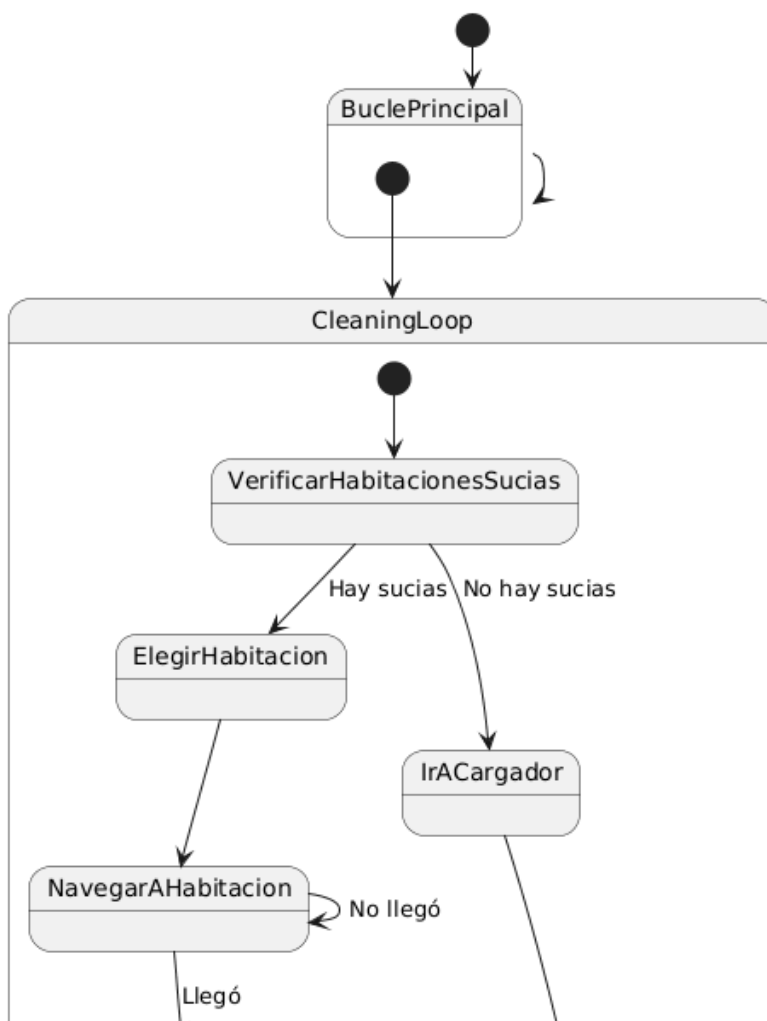 BuclePrincipal
CleaningLoop
VerificarHabitacionesSucias
Hay sucias
No hay sucias
ElegirHabitacion
IrACargador
NavegarAHabitacion
No llegó
Llegó